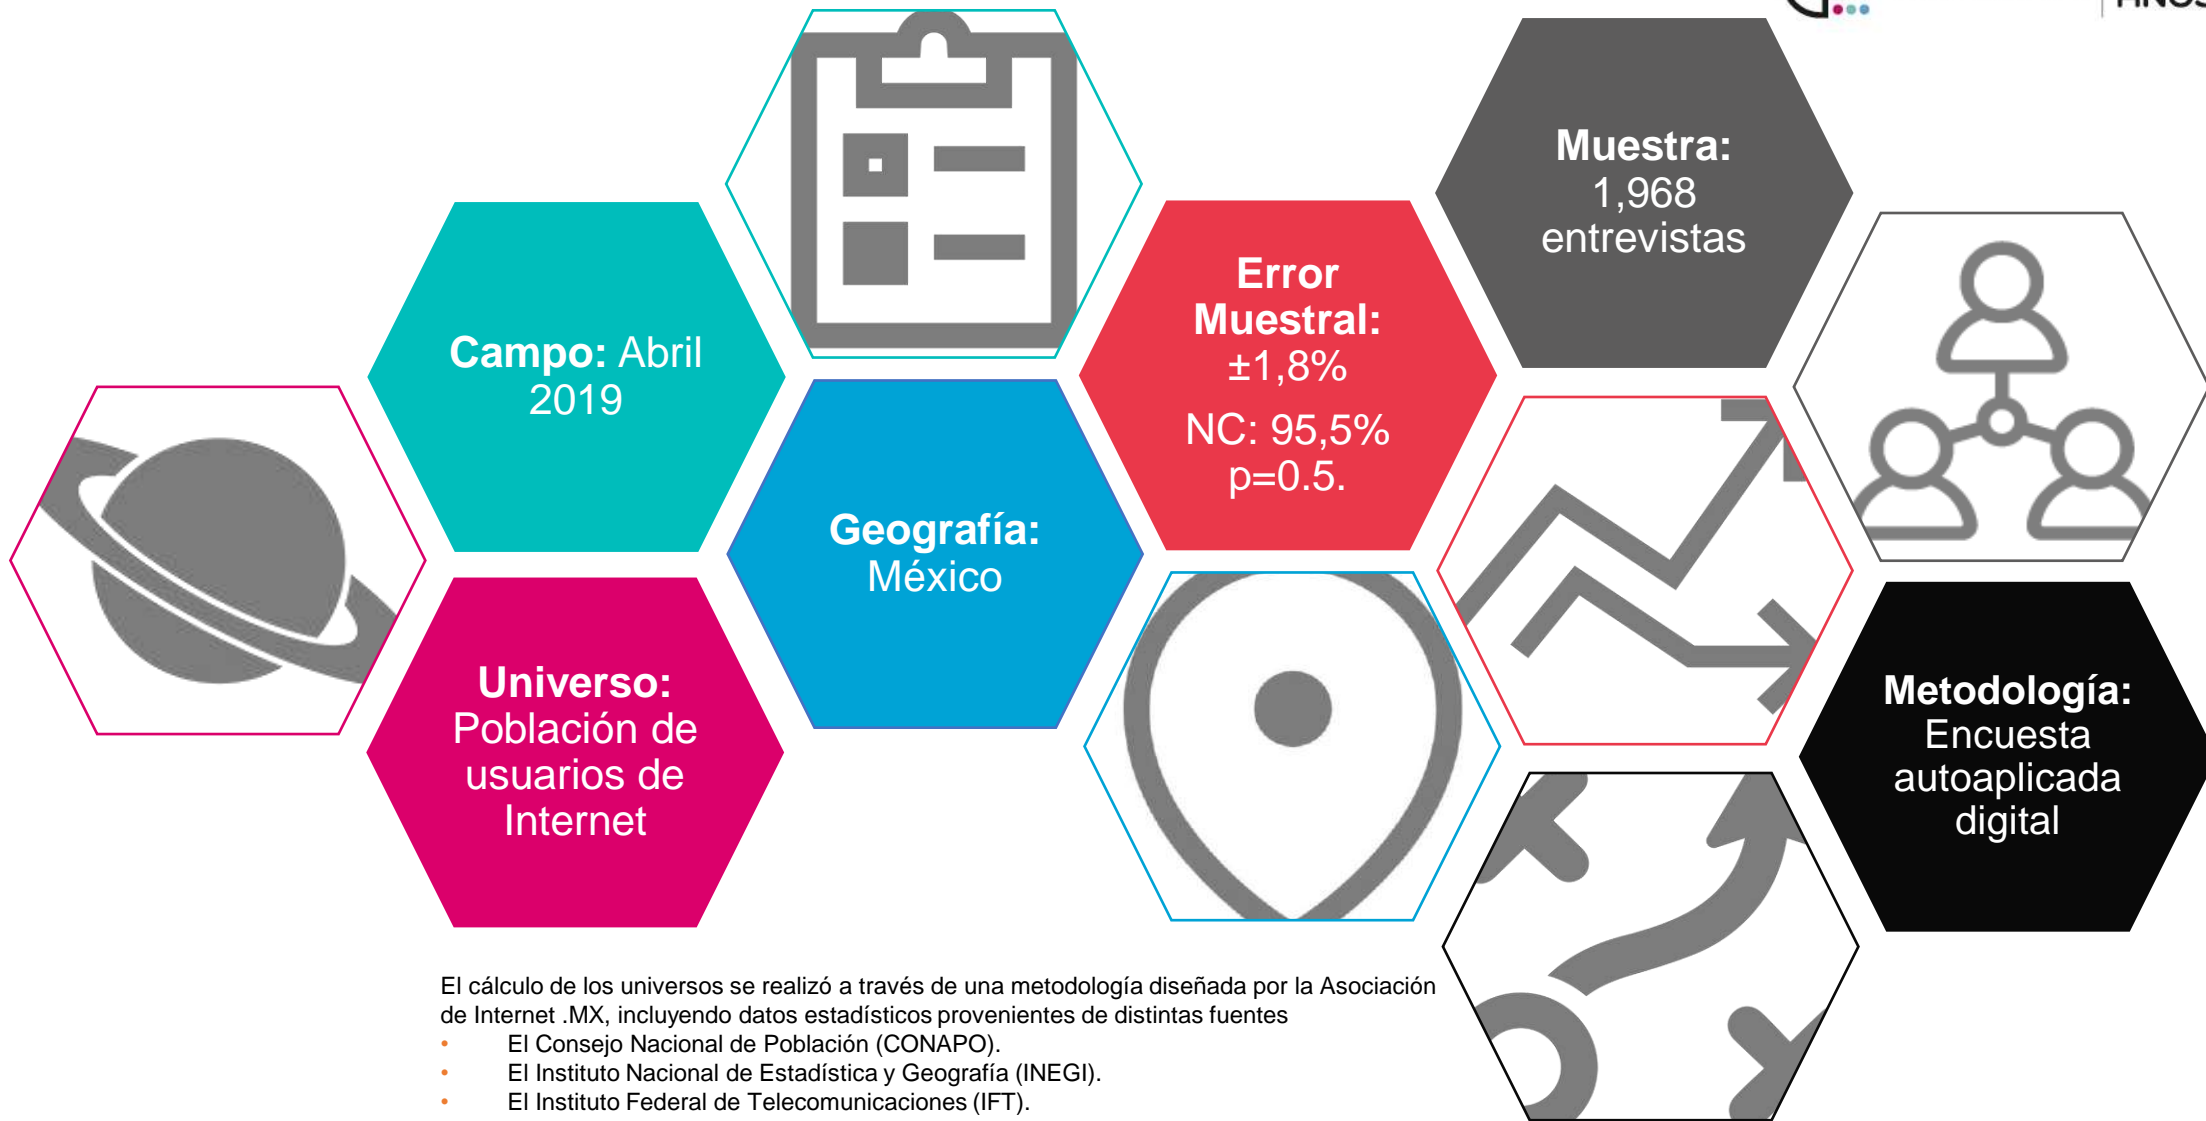 Muestra:
1,968
entrevistas
Error
Muestral:
±1,8%
NC: 95,5%
p=0.5.
Campo: Abril
2019
Geografía:
México
Universo:
Población de
usuarios de
Internet
Metodología:
Encuesta
autoaplicada
digital
El cálculo de los universos se realizó a través de una metodología diseñada por la Asociación
de Internet .MX, incluyendo datos estadísticos provenientes de distintas fuentes
• El Consejo Nacional de Población (CONAPO).
• El Instituto Nacional de Estadística y Geografía (INEGI).
• El Instituto Federal de Telecomunicaciones (IFT).